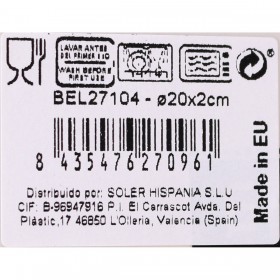 LAVAR ANTES
DEL PRIMER USO
WASH BEFORE
FIRST USE
BEL27104 - ø20x2cm
8 435476 270961
Distribuido por: SOLER HISPANIA S.L.U
CIF: B-96947916 P.I. El Carrascot Avda. Del
Plástic,17 46850 L'Olleria, Valencia (Spain)
Made in EU